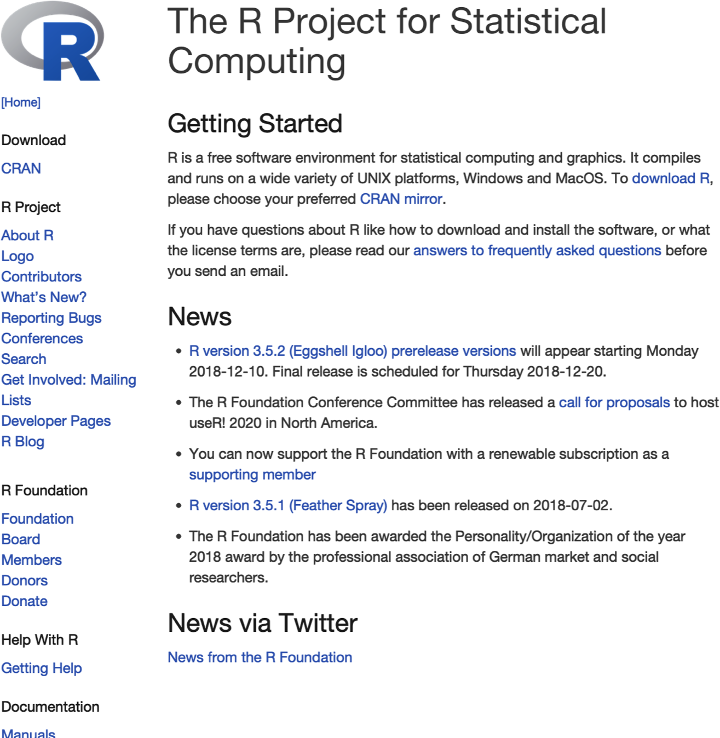 R
[Home]
Download
CRAN
R Project
About R
Logo
Contributors
What's New?
Reporting Bugs
Conferences
Search
Get Involved: Mailing
Lists
Developer Pages
R Blog
R Foundation
Foundation
Board
Members
Donors
Donate
Help With R
Getting Help
Documentation
Manuals
The R Project for Statistical
Computing
Getting Started
R is a free software environment for statistical computing and graphics. It compiles
and runs on a wide variety of UNIX platforms, Windows and MacOS. To download R,
please choose your preferred CRAN mirror.
If you have questions about R like how to download and install the software, or what
the license terms are, please read our answers to frequently asked questions before
you send an email.
News
• R version 3.5.2 (Eggshell Igloo) prerelease versions will appear starting Monday
2018-12-10. Final release is scheduled for Thursday 2018-12-20.
• The R Foundation Conference Committee has released a call for proposals to host
useR! 2020 in North America.
• You can now support the R Foundation with a renewable subscription as a
supporting member
• R version 3.5.1 (Feather Spray) has been released on 2018-07-02.
• The R Foundation has been awarded the Personality/Organization of the year
2018 award by the professional association of German market and social
researchers.
News via Twitter
News from the R Foundation